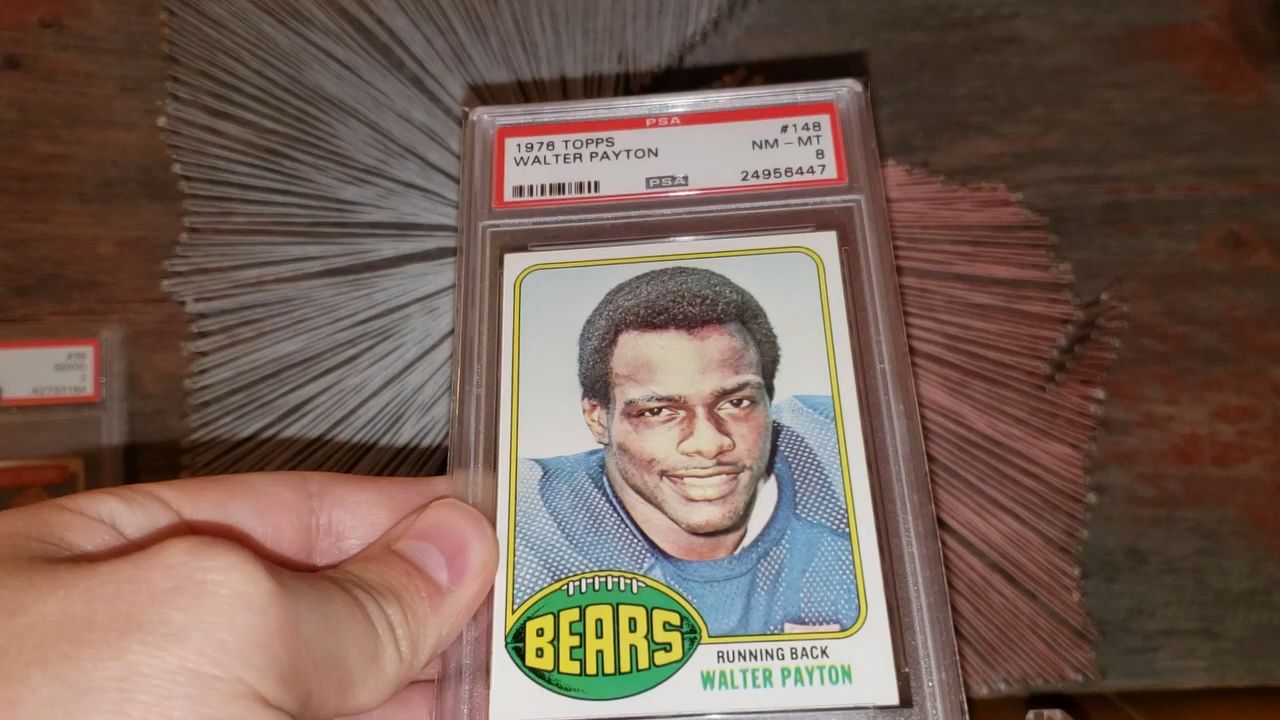 PSA
1976 TOPPS
WALTER PAYTON
#148
NM-MT
8
PSA
24956447
BEARS
RUNNING BACK
WALTER PAYTON